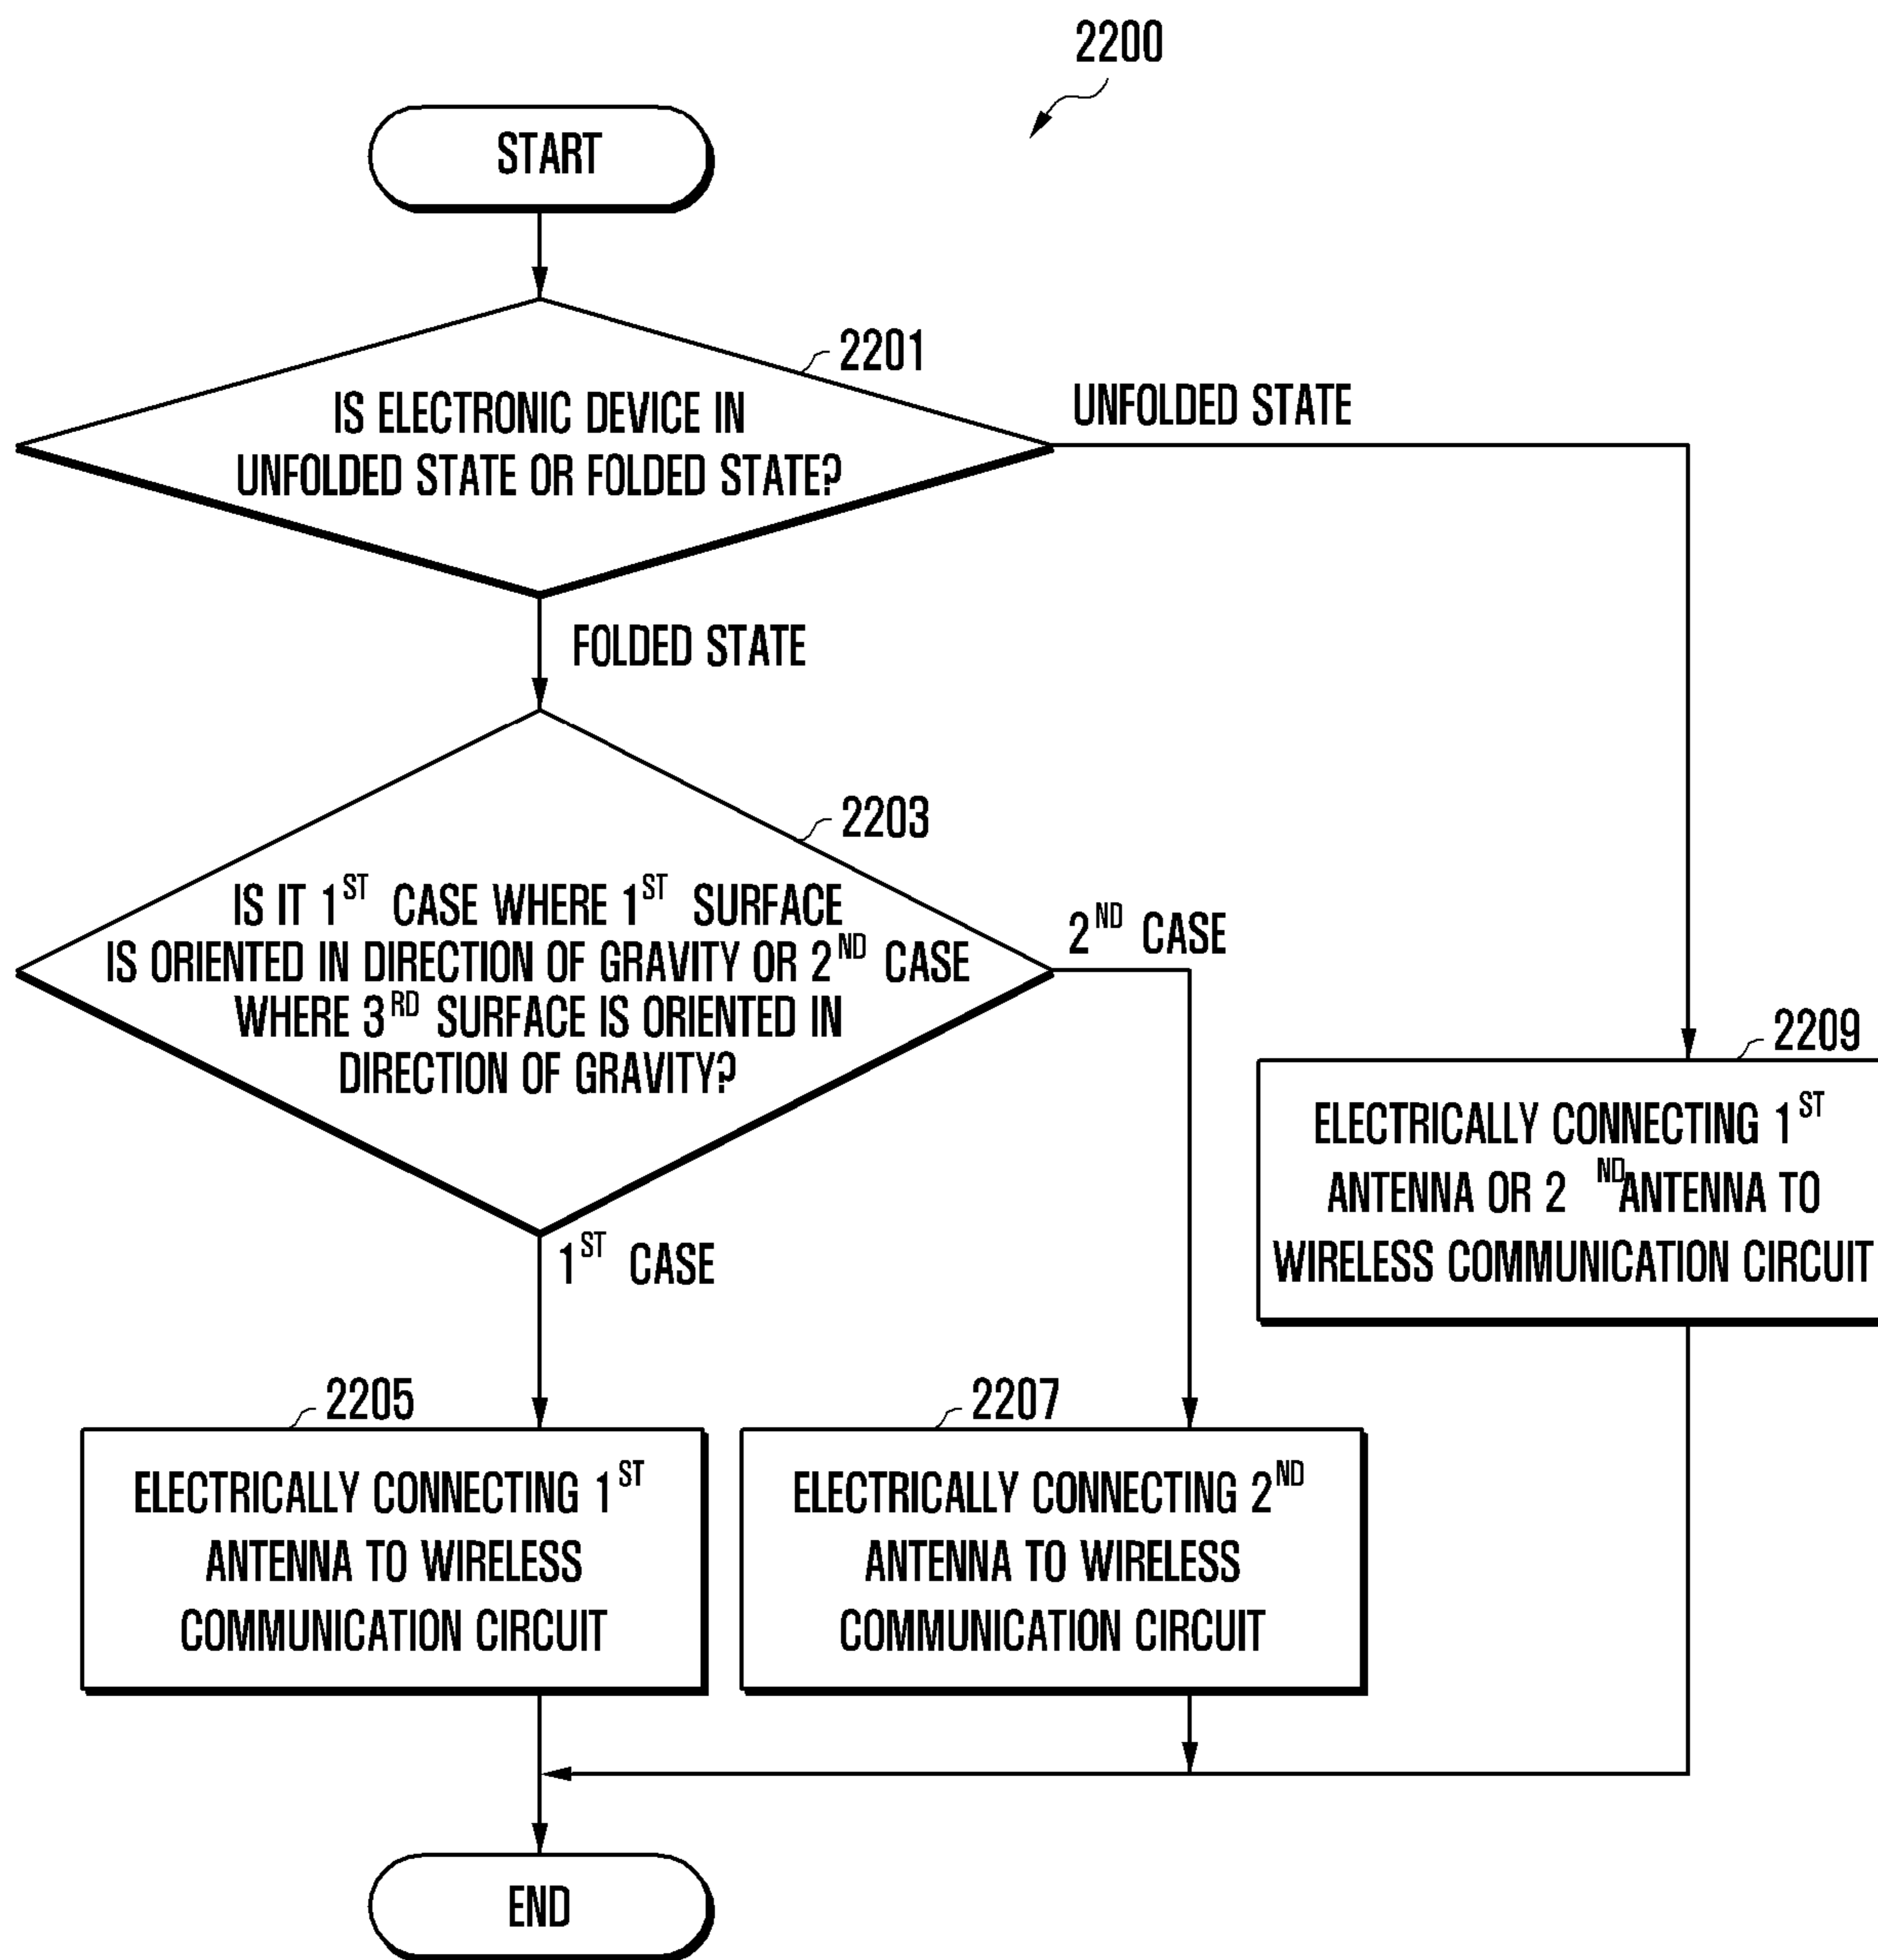 2200
START
2201
IS ELECTRONIC DEVICE IN
UNFOLDED STATE OR FOLDED STATE?
UNFOLDED STATE
FOLDED STATE
2203
IS IT 1ST CASE WHERE 1ST SURFACE
IS ORIENTED IN DIRECTION OF GRAVITY OR 2ND CASE
WHERE 3RD SURFACE IS ORIENTED IN
DIRECTION OF GRAVITY?
2ND CASE
1ST CASE
2209
ELECTRICALLY CONNECTING 1ST
ANTENNA OR 2 NDANTENNA TO
WIRELESS COMMUNICATION CIRCUIT
2205
ELECTRICALLY CONNECTING 1ST
ANTENNA TO WIRELESS
COMMUNICATION CIRCUIT
2207
ELECTRICALLY CONNECTING 2ND
ANTENNA TO WIRELESS
COMMUNICATION CIRCUIT
END